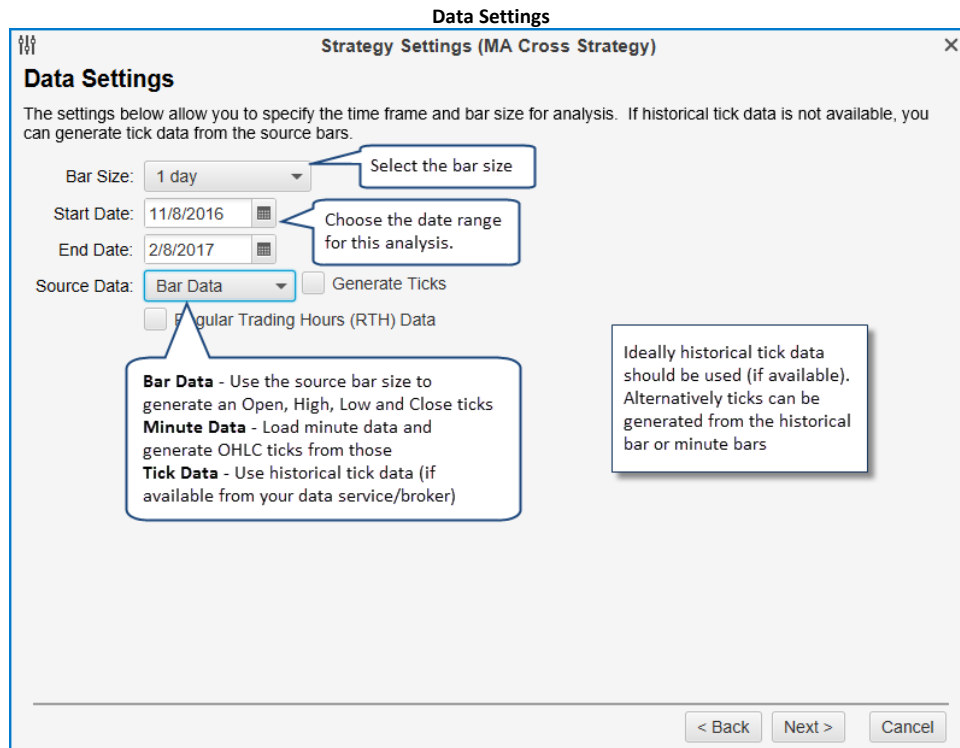 Data Settings
Strategy Settings (MA Cross Strategy)
Data Settings
The settings below allow you to specify the time frame and bar size for analysis. If historical tick data is not available, you
can generate tick data from the source bars.
Bar Size: 1 day
Select the bar size
Start Date: 11/8/2016
Choose the date range
for this analysis.
End Date: 2/8/2017
Source Data: Bar Data Generate Ticks
Trading Hours (RTH) Data
Bar Data - Use the source bar size to
generate an Open, High, Low and Close ticks
Minute Data - Load minute data and
generate OHLC ticks from those
Tick Data - Use historical tick data (if
available from your data service/broker)
Ideally historical tick data
should be used (if available).
Alternatively ticks can be
generated from the historical
bar or minute bars
< Back Next > Cancel